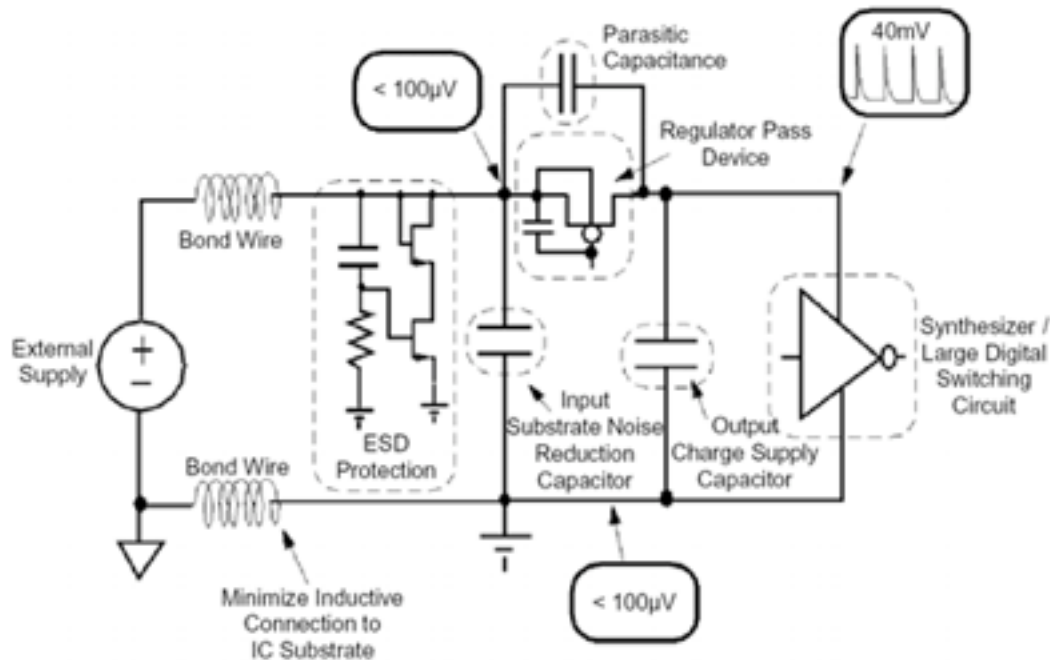 Parasitic
Capacitance
40mV
< 100µV
Regulator Pass
Device
Bond Wire
External
Supply
+
−
Synthesizer /
Large Digital
Switching
Circuit
Input
Substrate Noise
Reduction
Capacitor
Output
Charge Supply
Capacitor
ESD
Protection
Bond Wire
< 100µV
Minimize Inductive
Connection to
IC Substrate